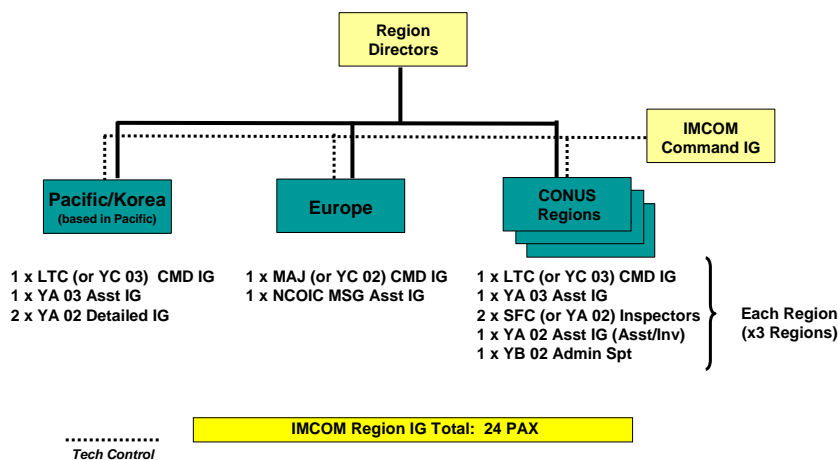 Region
Directors
IMCOM
Command IG
Pacific/Korea
(based in Pacific)
Europe
CONUS
Regions
1 x LTC (or YC 03) CMD IG
1 x YA 03 Asst IG
2 x YA 02 Detailed IG
1 x MAJ (or YC 02) CMD IG
1 x NCOIC MSG Asst IG
1 x LTC (or YC 03) CMD IG
1 x YA 03 Asst IG
2 x SFC (or YA 02) Inspectors
1 x YA 02 Asst IG (Asst/Inv)
1 x YB 02 Admin Spt
Each Region
(x3 Regions)
IMCOM Region IG Total: 24 PAX
Tech Control